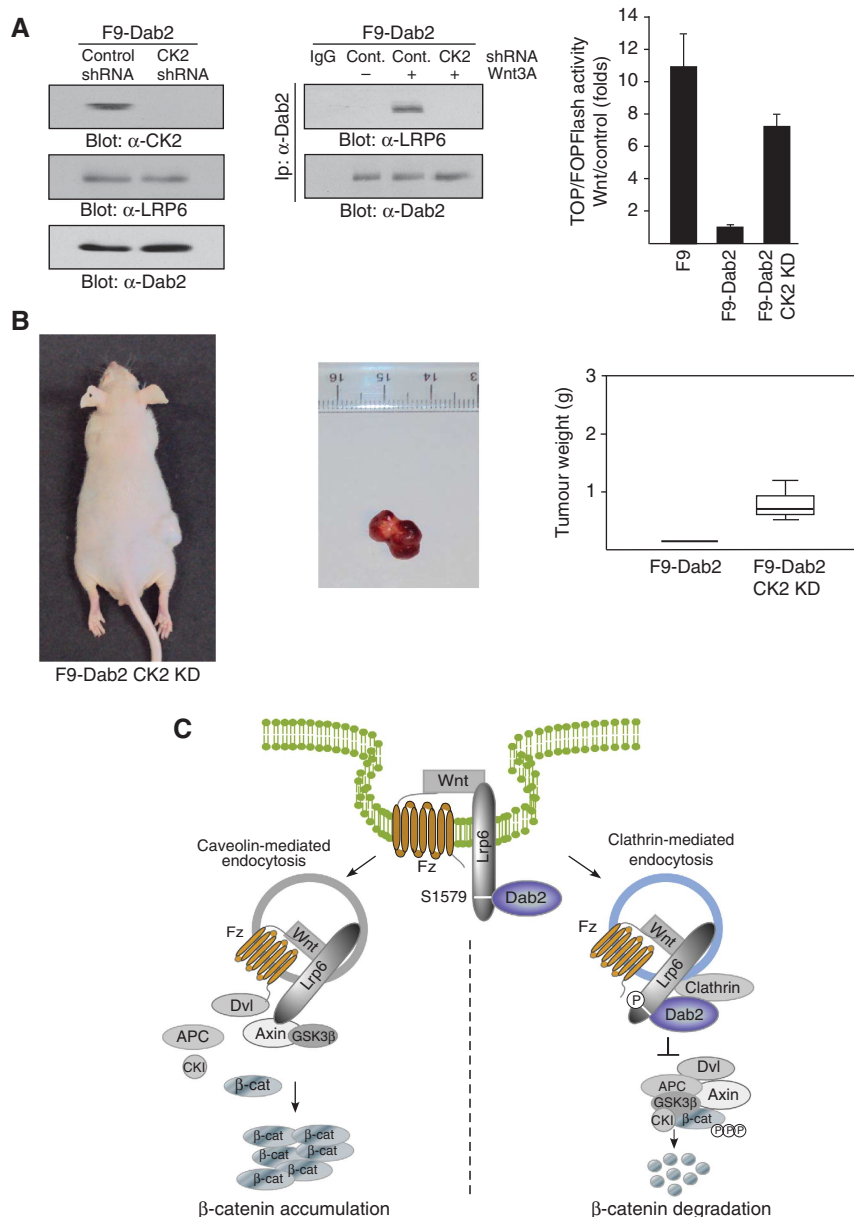 A
F9-Dab2
Control shRNA
CK2 shRNA
Blot: α-CK2
Blot: α-LRP6
Blot: α-Dab2
F9-Dab2
IgG Cont. Cont. CK2 shRNA
– + + Wnt3A
Ip: α-Dab2
Blot: α-LRP6
Blot: α-Dab2
TOP/FOPFlash activity
Wnt/control (folds)
14
12
10
8
6
4
2
F9
F9-Dab2
F9-Dab2
CK2 KD
B
F9-Dab2 CK2 KD
16 15 14 3
Tumour weight (g)
3
2
1
F9-Dab2
F9-Dab2
CK2 KD
C
Wnt
Fz
Lrp6
S1579
Dab2
Caveolin-mediated
endocytosis
Fz
Wnt
Lrp6
Dvl
APC
Axin
GSK3β
CKI
β-cat
β-cat
β-cat
β-cat
β-cat
β-cat
β-cat
β-catenin accumulation
Clathrin-mediated
endocytosis
Fz
Wnt
Lrp6
P
Clathrin
Dab2
Dvl
APC
Axin
GSK3β
CKI
β-cat
PPP
β-catenin degradation